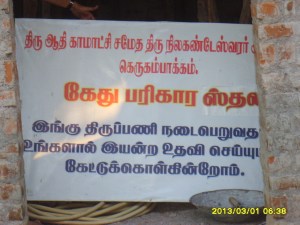 திரு ஆதி காமாட்சி சமேத திரு நிலகண்டேஸ்வரர்
கெருகம்பாக்கம்.
கேது பரிகார ஸ்தல
இங்கு திருப்பணி நடைபெறுவத
உங்களால் இயன்ற உதவி செய்யு
கேட்டுக்கொள்கின்றோம்.
2013/03/01 06:38